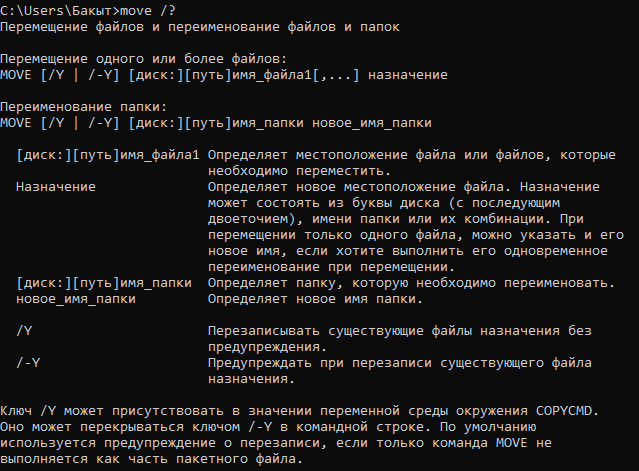 C:\Users\Бакыт>move /?
Перемещение файлов и переименование файлов и папок

Перемещение одного или более файлов:
MOVE [/Y | /-Y] [диск:][путь]имя_файла1[,...] назначение

Переименование папки:
MOVE [/Y | /-Y] [диск:][путь]имя_папки новое_имя_папки

  [диск:][путь]имя_файла1 Определяет местоположение файла или файлов, которые
                          необходимо переместить.
  Назначение              Определяет новое местоположение файла. Назначение
                          может состоять из буквы диска (с последующим
                          двоеточием), имени папки или их комбинации. При
                          перемещении только одного файла, можно указать и его
                          новое имя, если хотите выполнить его одновременное
                          переименование при перемещении.
  [диск:][путь]имя_папки  Определяет папку, которую необходимо переименовать.
  новое_имя_папки         Определяет новое имя папки.

  /Y                      Перезаписывать существующие файлы назначения без
                          предупреждения.
  /-Y                     Предупреждать при перезаписи существующего файла
                          назначения.

Ключ /Y может присутствовать в значении переменной среды окружения COPYCMD.
Оно может перекрываться ключом /-Y в командной строке. По умолчанию
используется предупреждение о перезаписи, если только команда MOVE не
выполняется как часть пакетного файла.